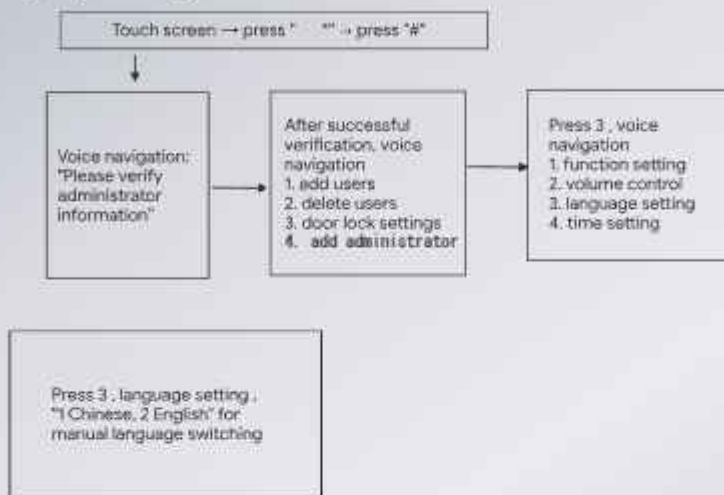 Touch screen → press " *" → press "#"
Voice navigation:
"Please verify
administrator
information"
After successful
verification, voice
navigation
1. add users
2. delete users
3. door lock settings
4. add administrator
Press 3 , voice
navigation
1. function setting
2. volume control
3. language setting
4. time setting
Press 3 , language setting ,
"1 Chinese, 2 English" for
manual language switching